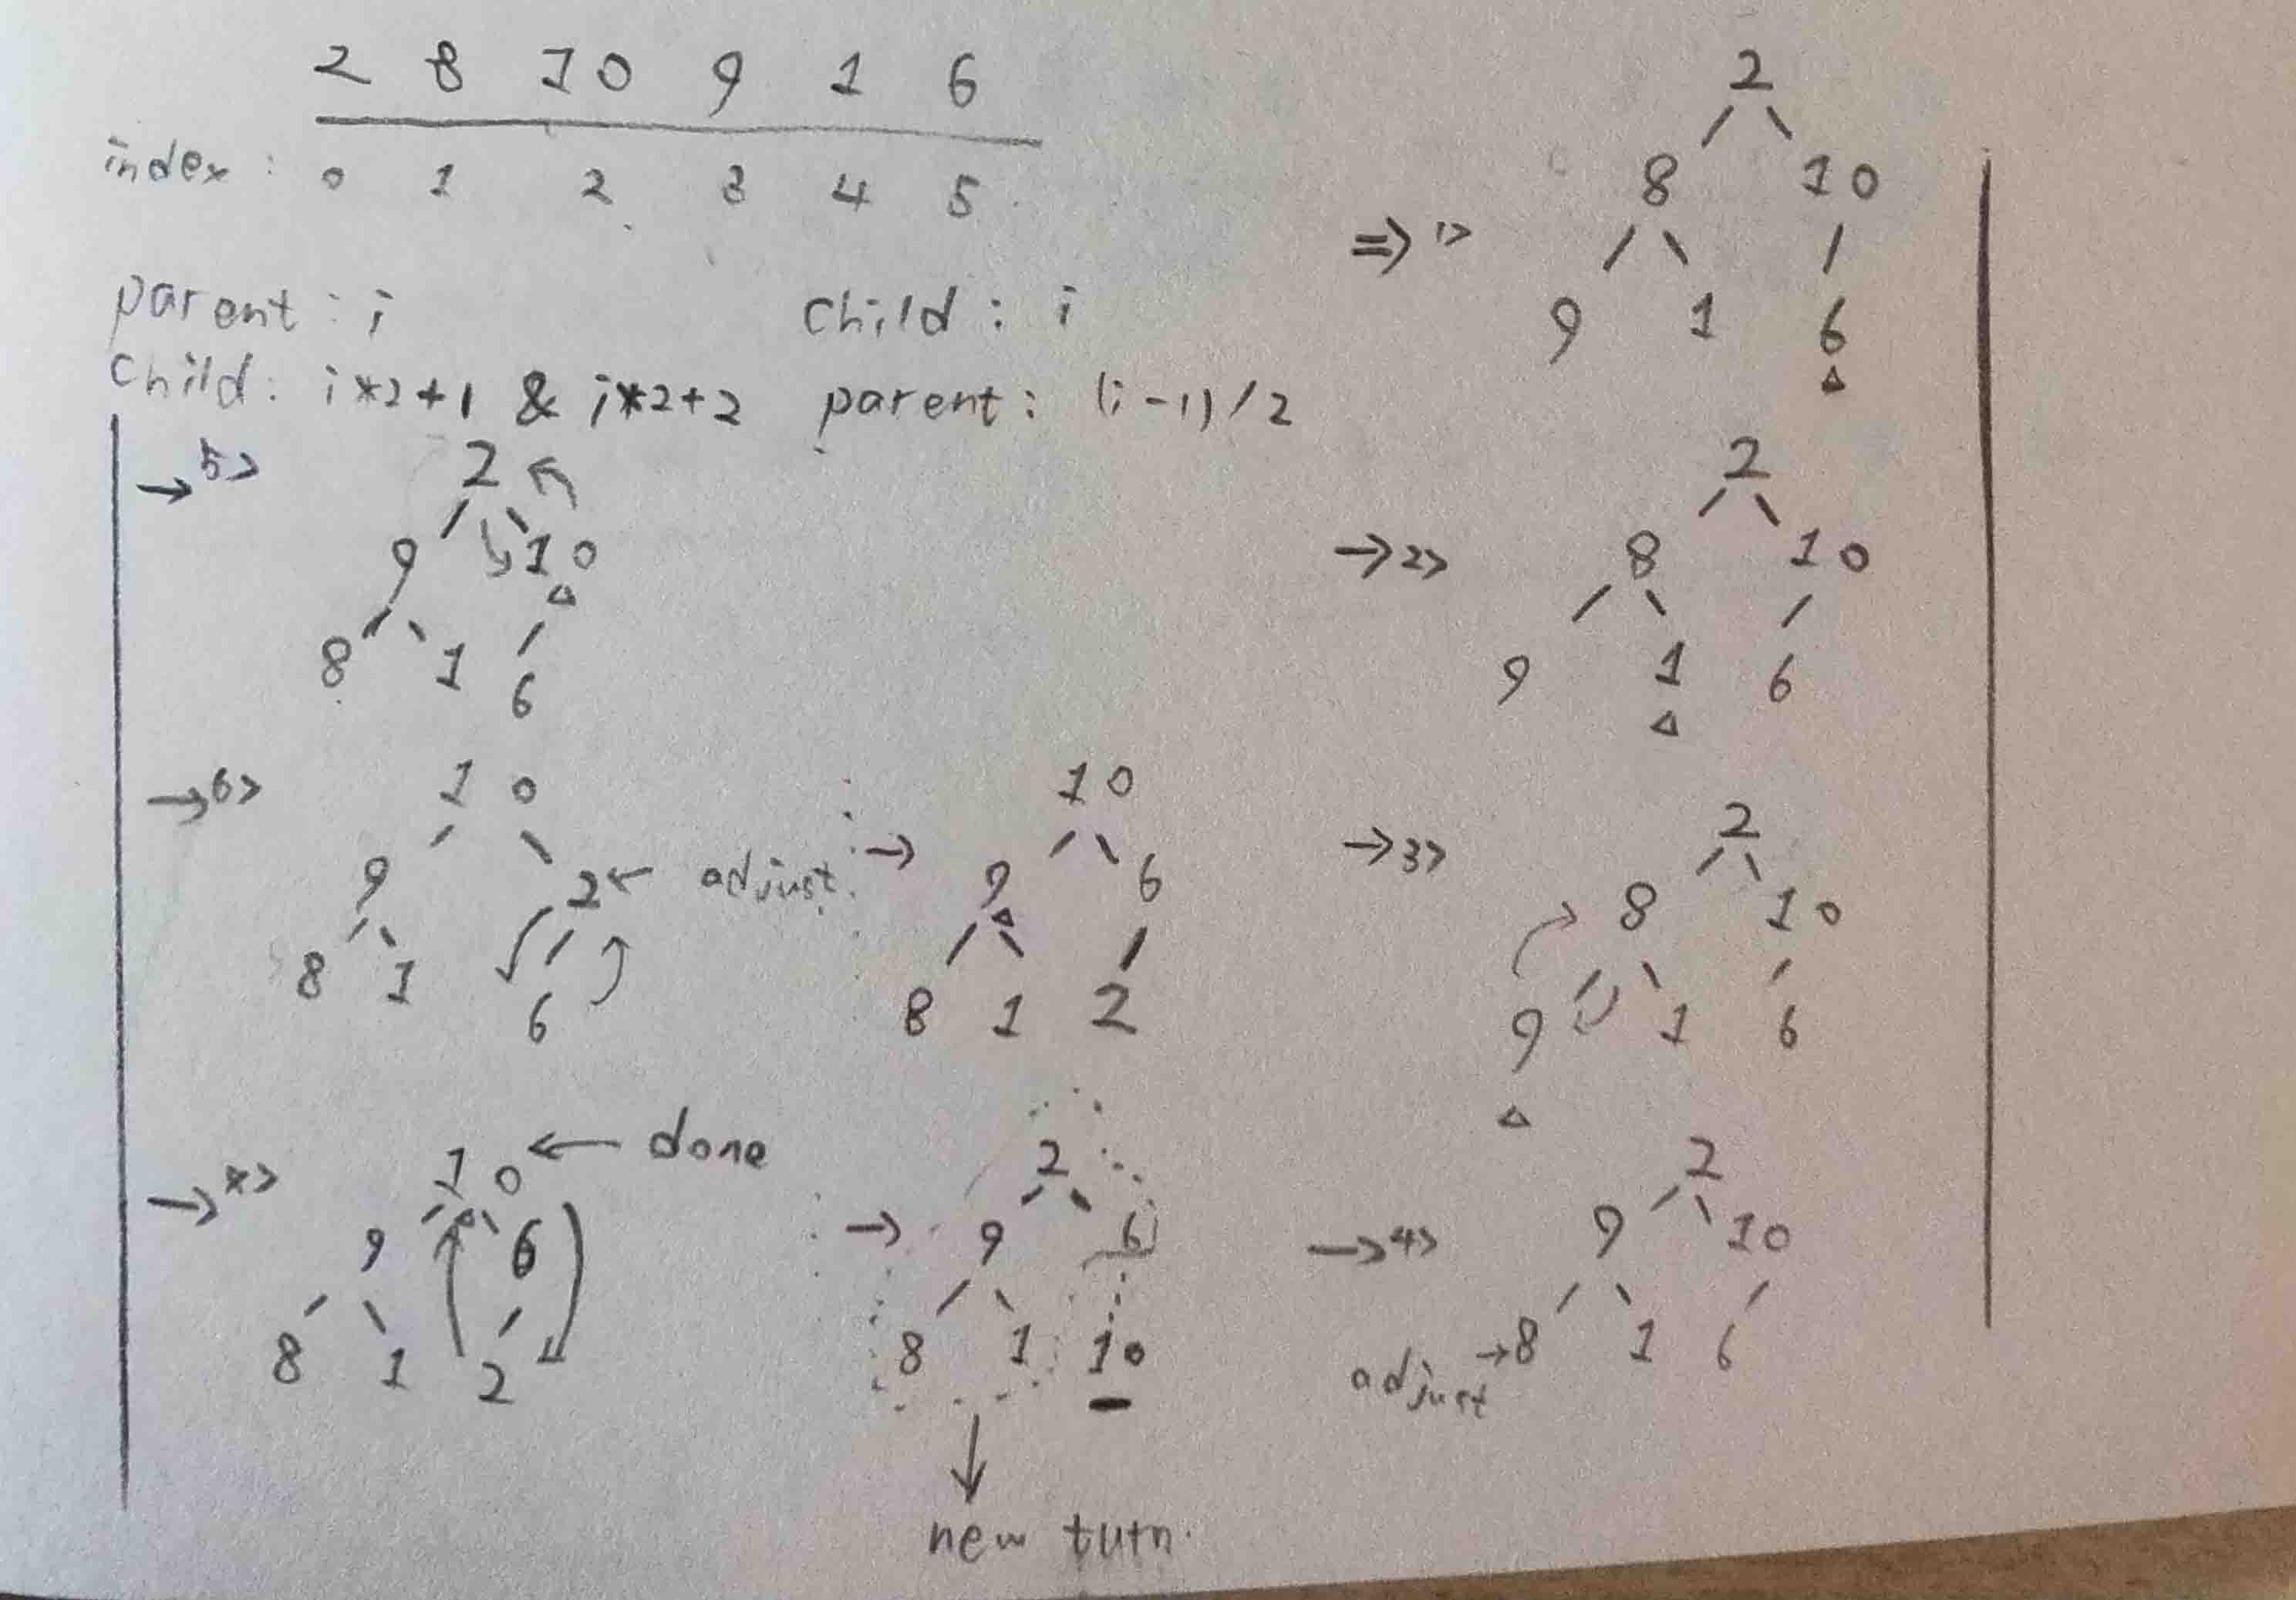 2 8 10 9 1 6
index: 0 1 2 3 4 5
parent: i child: i
child: i*2+1 & i*2+2 parent: (i-1)/2
=> 1>
2
8 10
9 1 6
→ 2>
2
8 10
9 1 6
→ 3>
2
8 10
9 1 6
→ 4>
2
9 10
adjust → 8 1 6
→ 5>
2
9 10
8 1 6
→ 6>
10
9 2 ← adjust
8 1 6
→
10
9 6
8 1 2
→ *>
10 ← done
9 6
8 1 2
→
2
9 6
8 1 10
new turn.